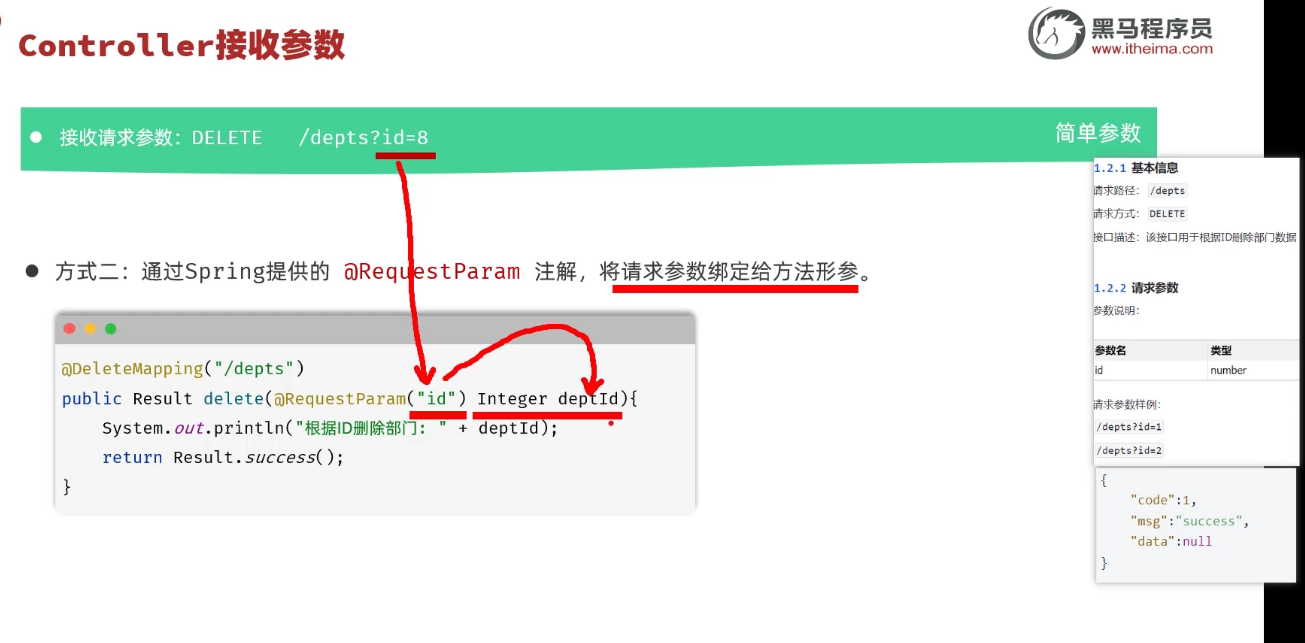 Controller接收参数
黑马程序员
www.itheima.com
接收请求参数：DELETE /depts?id=8
简单参数
方式二：通过Spring提供的 @RequestParam 注解，将请求参数绑定给方法形参。
@DeleteMapping("/depts")
public Result delete(@RequestParam("id") Integer deptId){
System.out.println("根据ID删除部门: " + deptId);
return Result.success();
}
1.2.1 基本信息
请求路径： /depts
请求方式： DELETE
接口描述：该接口用于根据ID删除部门数据
1.2.2 请求参数
参数说明：
参数名 类型
id number
请求参数样例:
/depts?id=1
/depts?id=2
{
"code":1,
"msg":"success",
"data":null
}